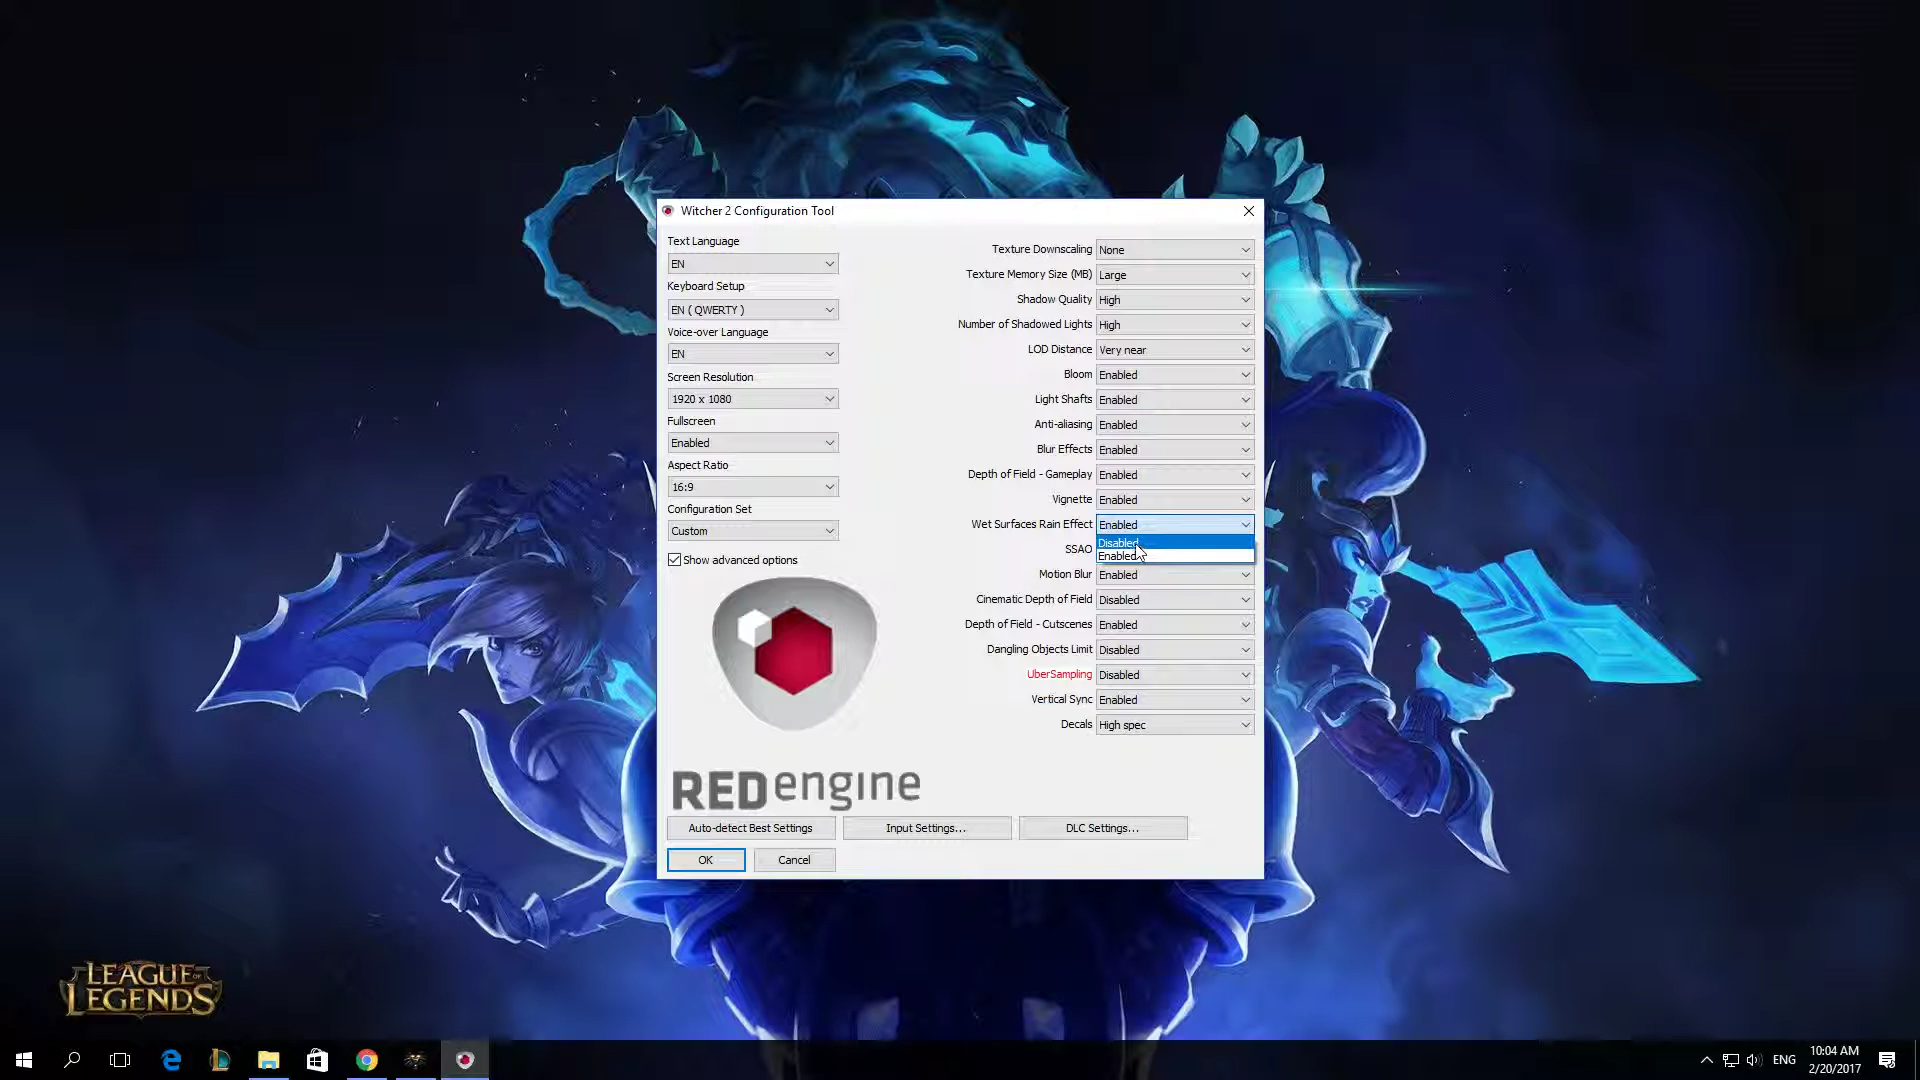 Witcher 2 Configuration Tool
Text Language
EN
Keyboard Setup
EN ( QWERTY )
Voice-over Language
EN
Screen Resolution
1920 x 1080
Fullscreen
Enabled
Aspect Ratio
16:9
Configuration Set
Custom
Show advanced options
Texture Downscaling None
Texture Memory Size (MB) Large
Shadow Quality High
Number of Shadowed Lights High
LOD Distance Very near
Bloom Enabled
Light Shafts Enabled
Anti-aliasing Enabled
Blur Effects Enabled
Depth of Field - Gameplay Enabled
Vignette Enabled
Wet Surfaces Rain Effect Enabled
Disabled
SSAO
Enabled
Motion Blur Enabled
Cinematic Depth of Field Disabled
Depth of Field - Cutscenes Enabled
Dangling Objects Limit Disabled
UberSampling Disabled
Vertical Sync Enabled
Decals High spec
REDengine
Auto-detect Best Settings Input Settings... DLC Settings...
OK Cancel
LEAGUE OF
LEGENDS
ENG
10:04 AM
2/20/2017